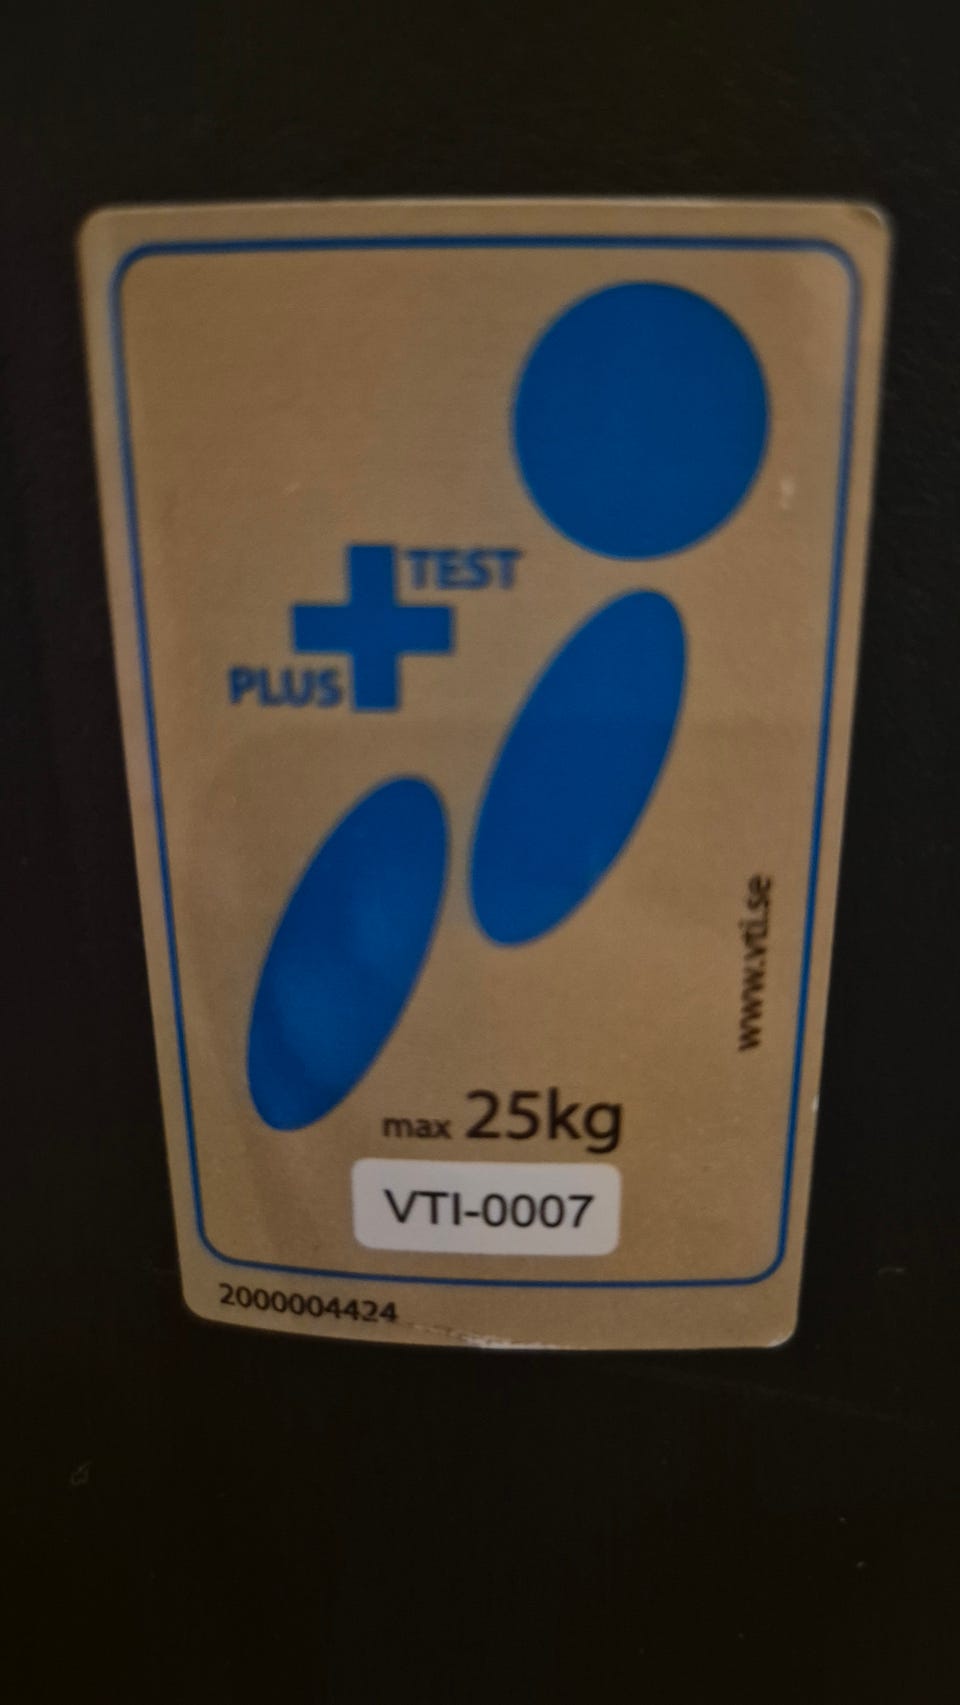 TEST
PLUS
www.vti.se
max 25kg
VTI-0007
2000004424